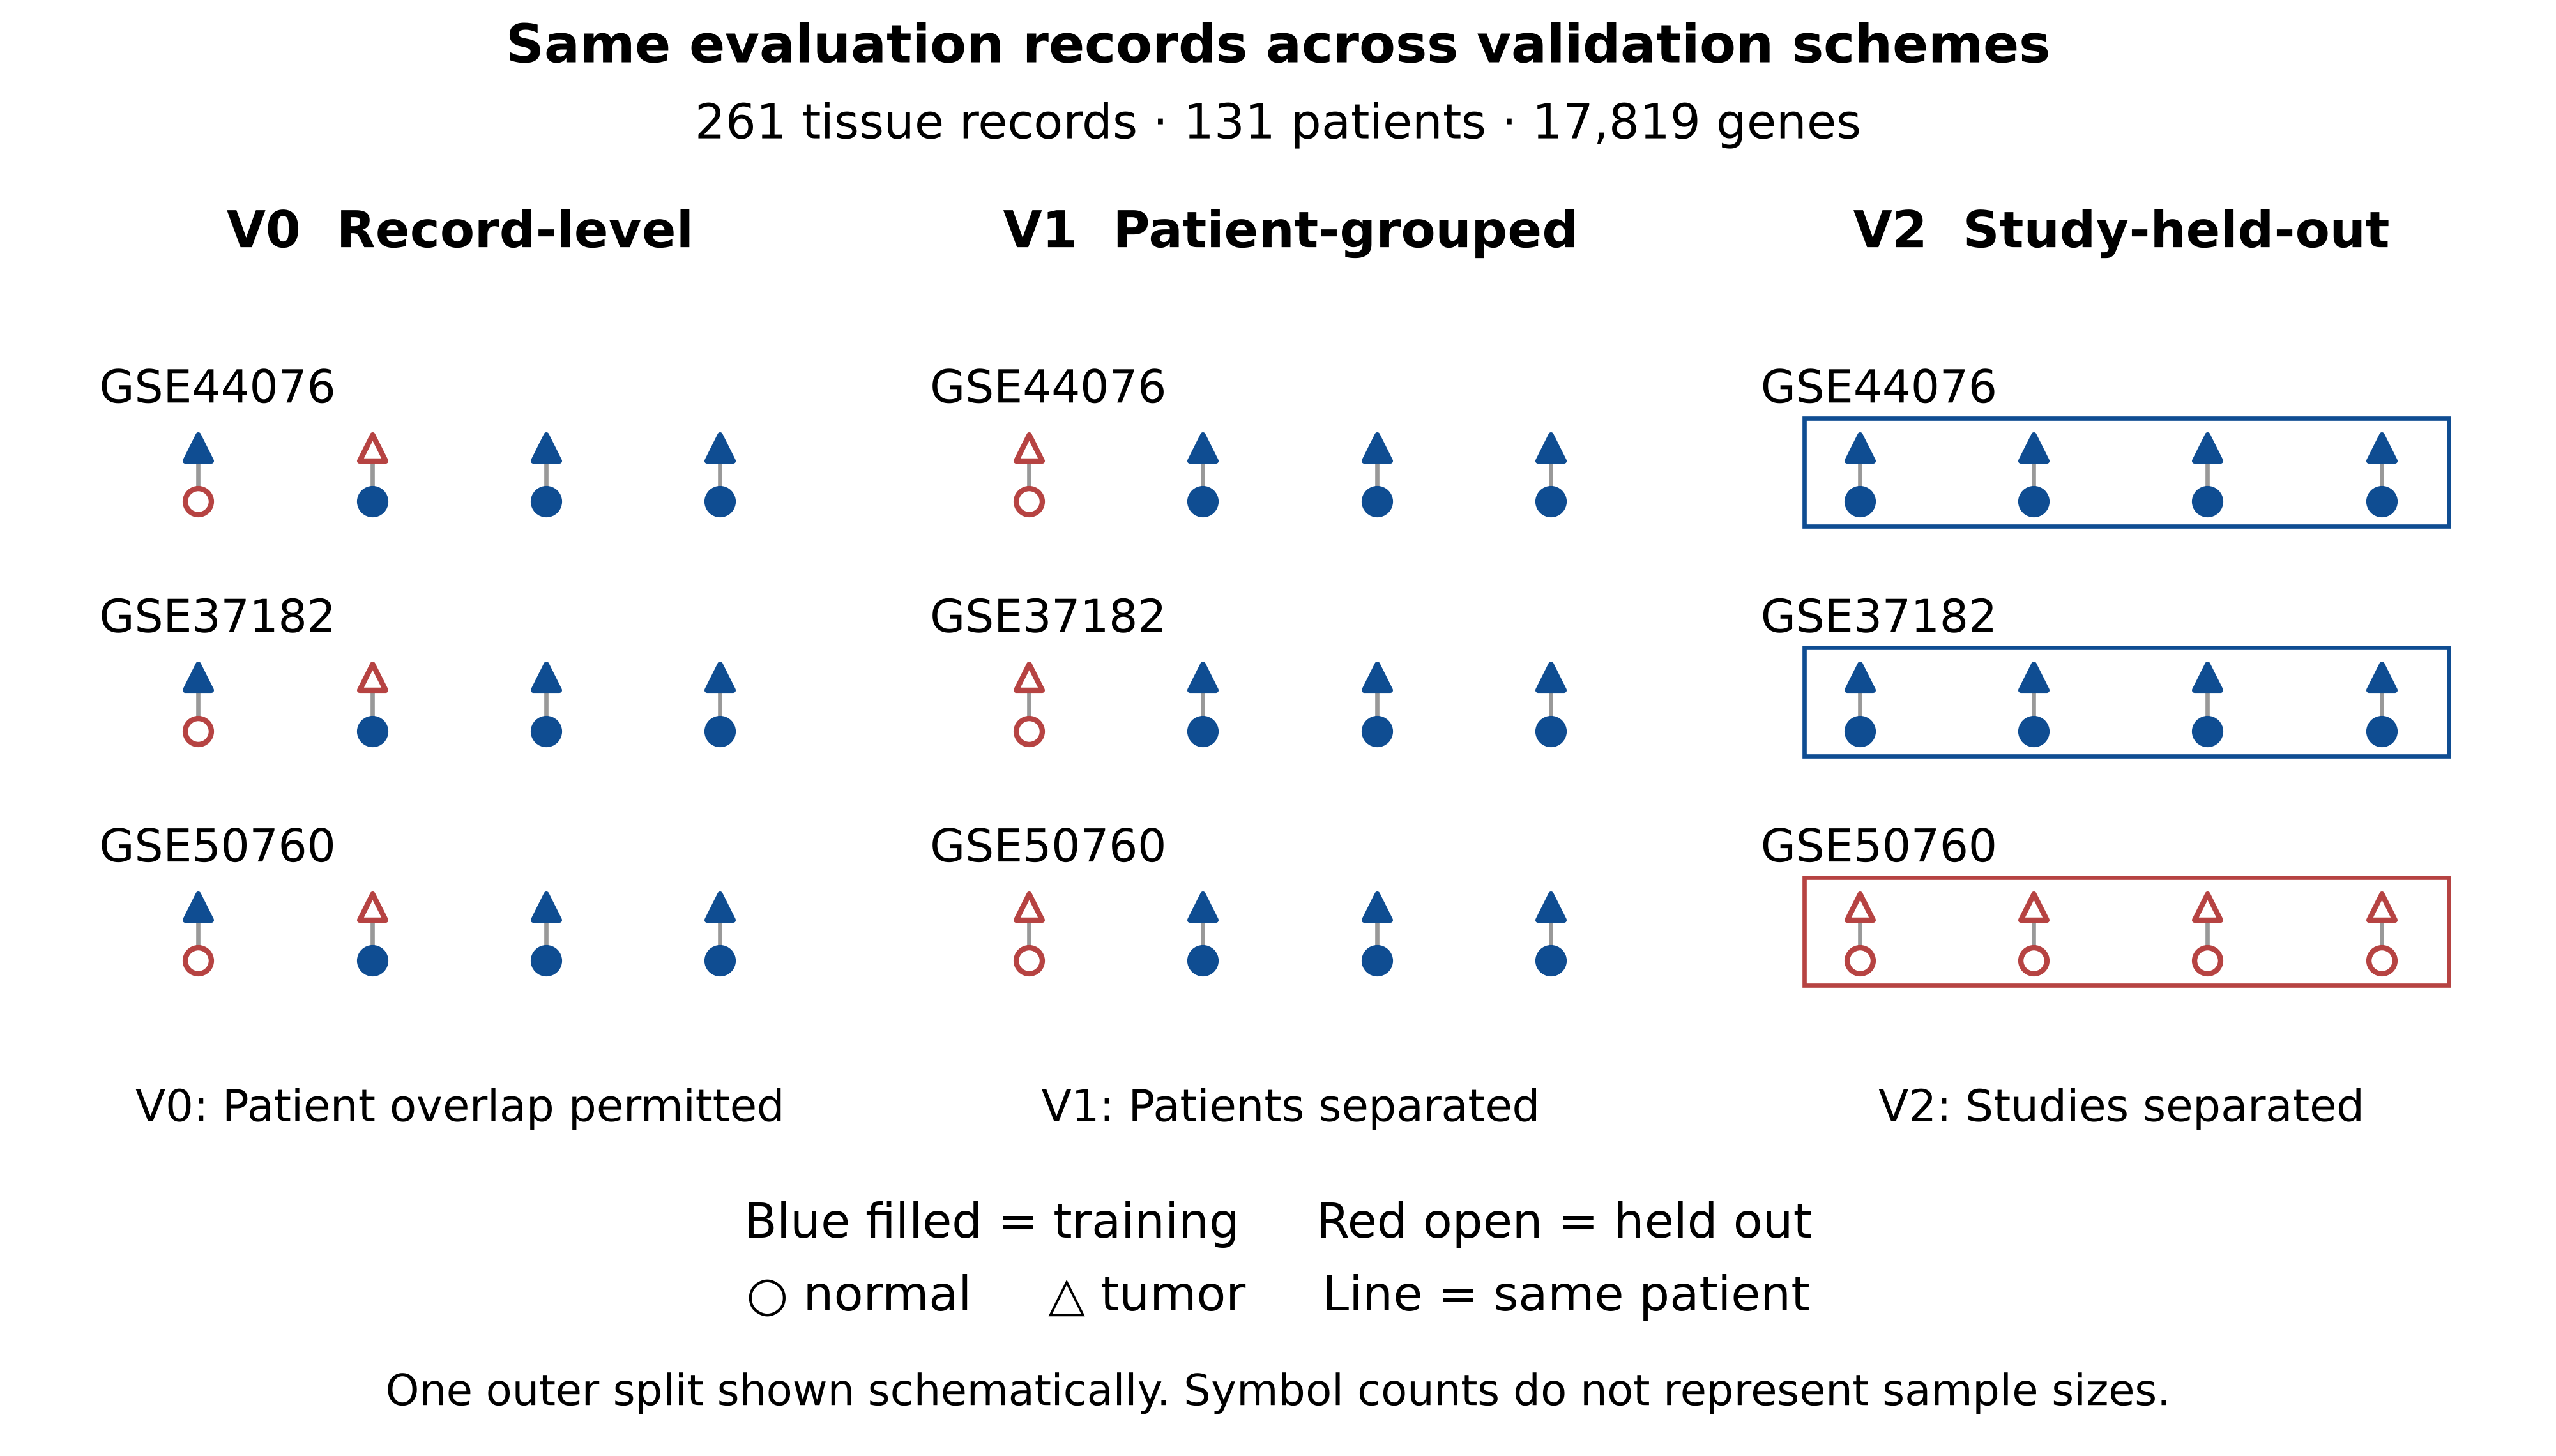 Same evaluation records across validation schemes
261 tissue records · 131 patients · 17,819 genes
V0 Record-level
V1 Patient-grouped
V2 Study-held-out
GSE44076
GSE44076
GSE44076
GSE37182
GSE37182
GSE37182
GSE50760
GSE50760
GSE50760
V0: Patient overlap permitted
V1: Patients separated
V2: Studies separated
Blue filled = training Red open = held out
○ normal △ tumor Line = same patient
One outer split shown schematically. Symbol counts do not represent sample sizes.